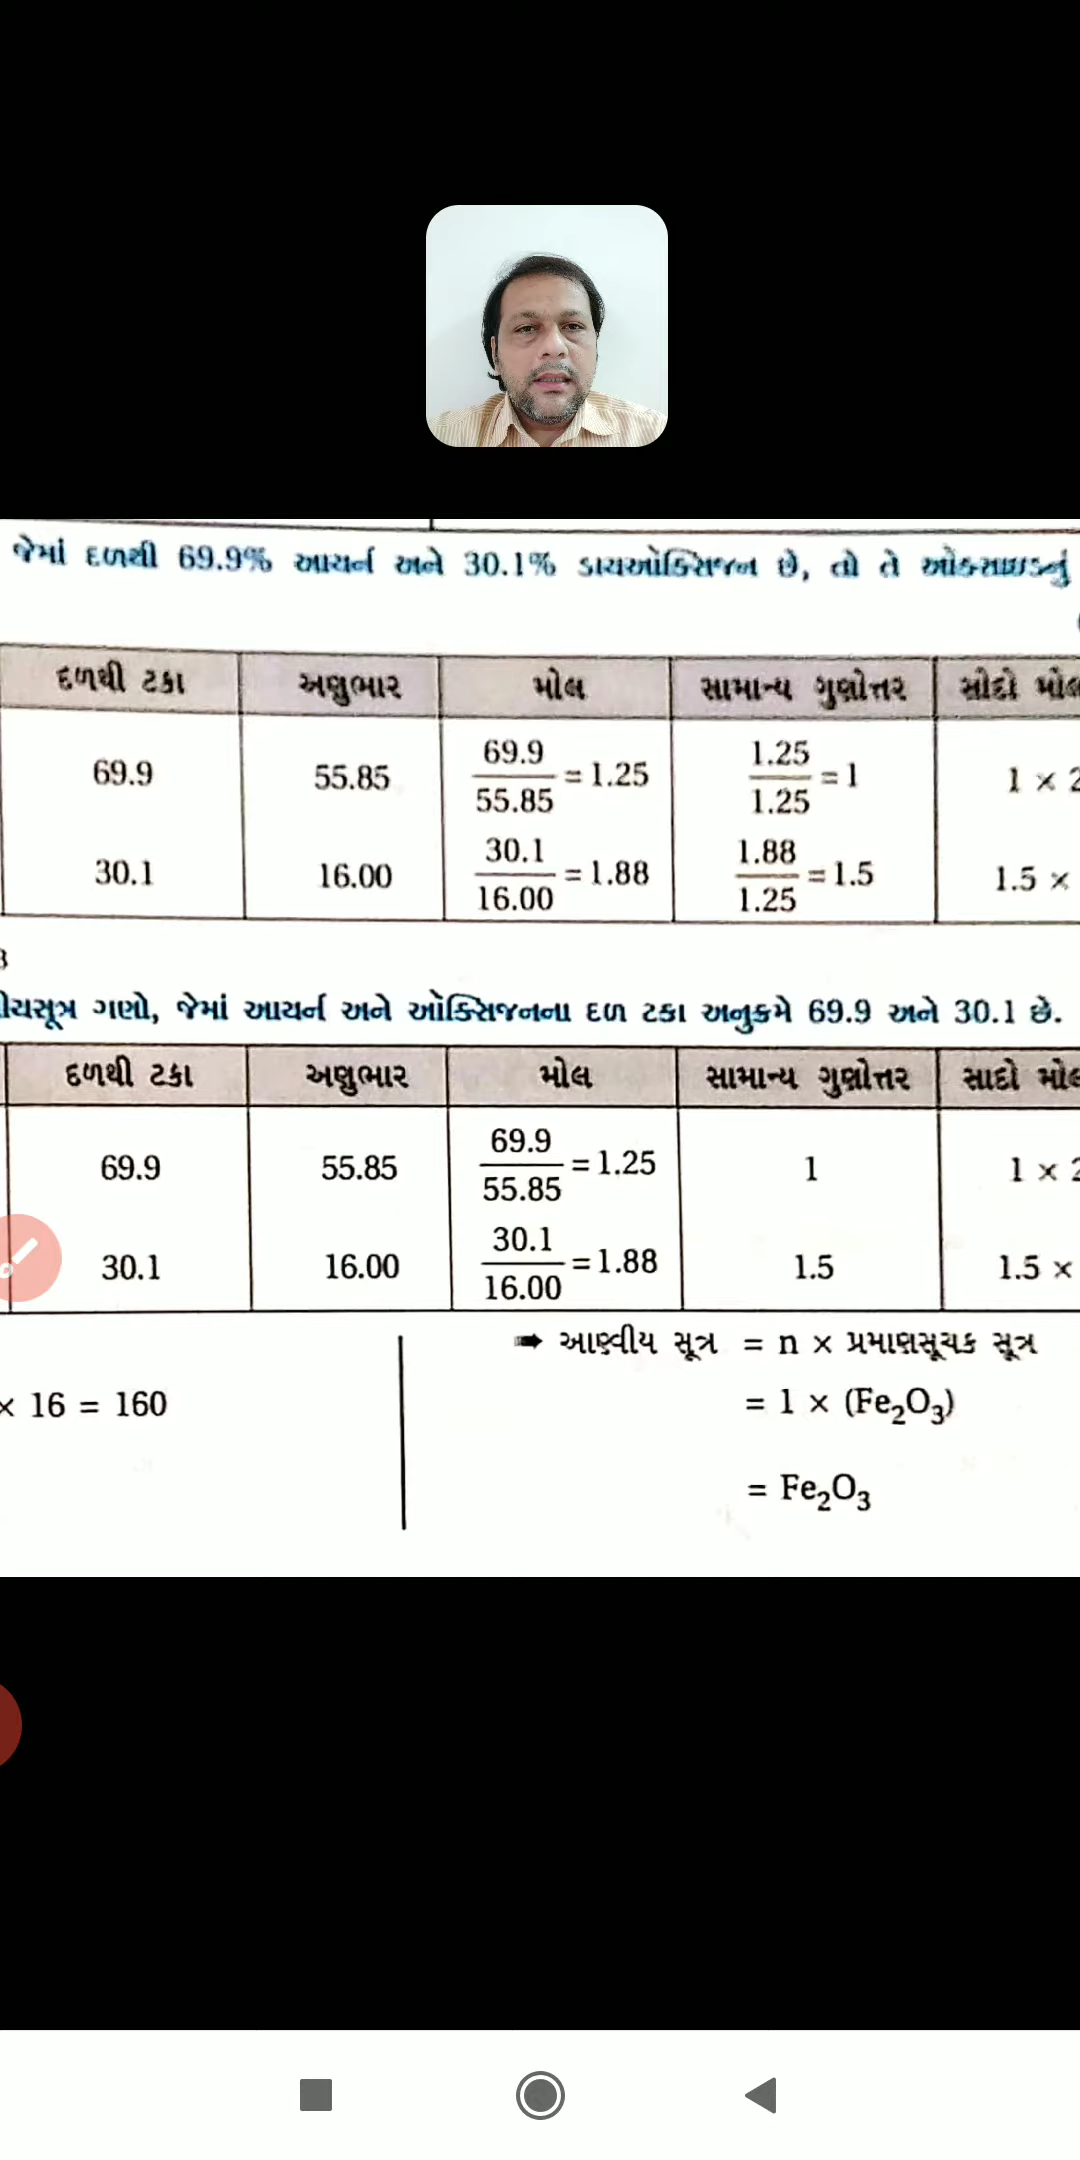 જેમાં દળથી 69.9% આયર્ન અને 30.1% ડાયઑક્સિજન છે, તો તે ઓક્સાઇડનું
દળથી ટકા અણુભાર મોલ સામાન્ય ગુણોત્તર સીદો
69.9 55.85 69.9/55.85 = 1.25 1.25/1.25 = 1 1 × 2
30.1 16.00 30.1/16.00 = 1.88 1.88/1.25 = 1.5 1.5 ×
3
ગણો, જેમાં આયર્ન અને ઑક્સિજનના દળ ટકા અનુક્રમે 69.9 અને 30.1 છે.
દળથી ટકા અણુભાર મોલ સામાન્ય ગુણોત્તર સાદો
69.9 55.85 69.9/55.85 = 1.25 1 1 × 2
30.1 16.00 30.1/16.00 = 1.88 1.5 1.5 ×
➠ આણ્વીય સૂત્ર = n × પ્રમાણસૂચક સૂત્ર
× 16 = 160 = 1 × (Fe₂O₃)
= Fe₂O₃